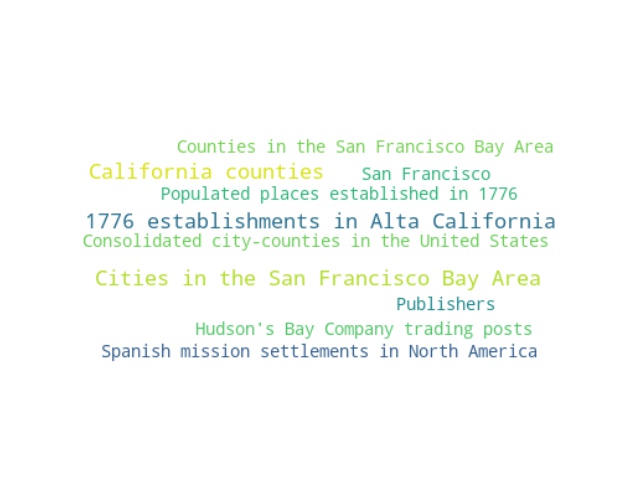 Counties in the San Francisco Bay Area
California counties
San Francisco
Populated places established in 1776
1776 establishments in Alta California
Consolidated city-counties in the United States
Cities in the San Francisco Bay Area
Publishers
Hudson's Bay Company trading posts
Spanish mission settlements in North America